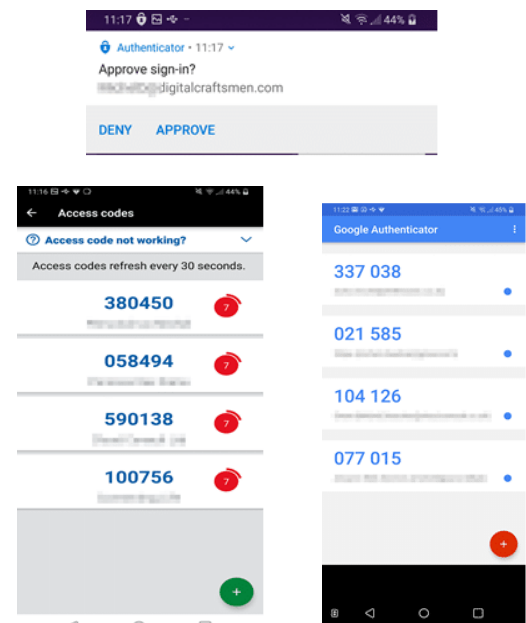 11:17 44%
Authenticator • 11:17
Approve sign-in?
@digitalcraftsmen.com
DENY APPROVE
11:16 44%
Access codes
Access code not working?
Access codes refresh every 30 seconds.
380450 7
058494 7
590138 7
100756 7
+
11:22 45%
Google Authenticator
337 038
021 585
104 126
077 015
+